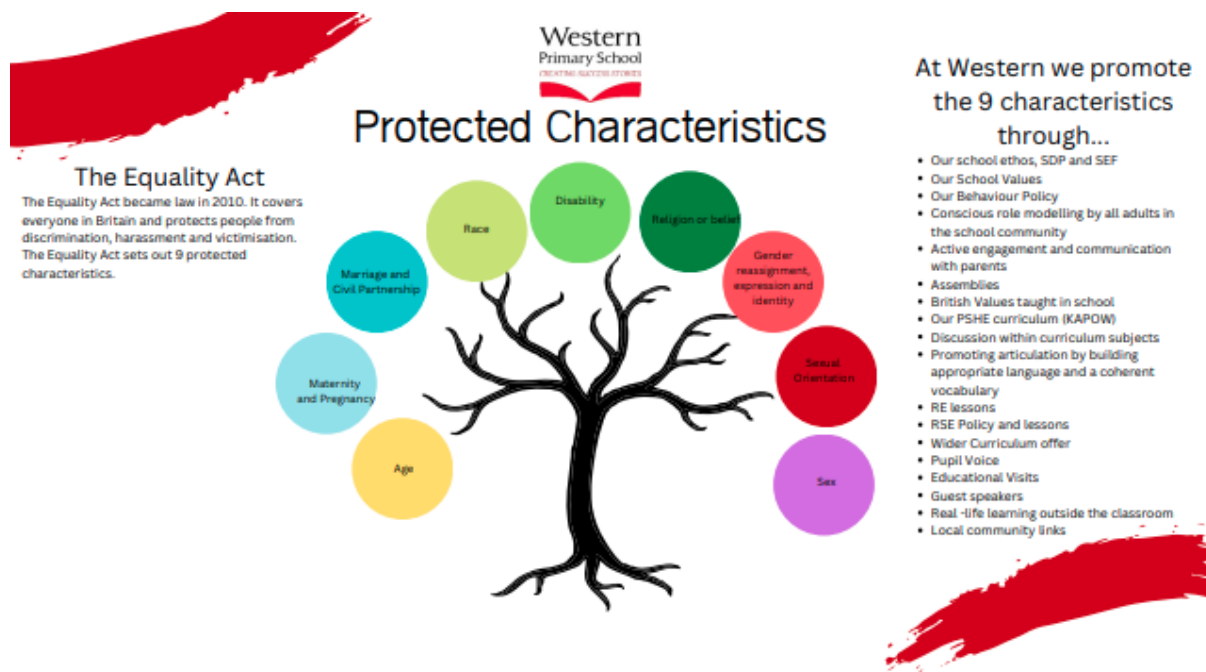 Western
Primary School
CREATING SUCCESS STORIES
Protected Characteristics
The Equality Act
The Equality Act became law in 2010. It covers
everyone in Britain and protects people from
discrimination, harassment and victimisation.
The Equality Act sets out 9 protected
characteristics.
Age
Maternity
and Pregnancy
Marriage and
Civil Partnership
Race
Disability
Religion or belief
Gender
reassignment,
expression and
identity
Sexual
Orientation
Sex
At Western we promote
the 9 characteristics
through...
• Our school ethos, SDP and SEF
• Our School Values
• Our Behaviour Policy
• Conscious role modelling by all adults in
the school community
• Active engagement and communication
with parents
• Assemblies
• British Values taught in school
• Our PSHE curriculum (KAPOW)
• Discussion within curriculum subjects
• Promoting articulation by building
appropriate language and a coherent
vocabulary
• RE lessons
• RSE Policy and lessons
• Wider Curriculum offer
• Pupil Voice
• Educational Visits
• Guest speakers
• Real -life learning outside the classroom
• Local community links